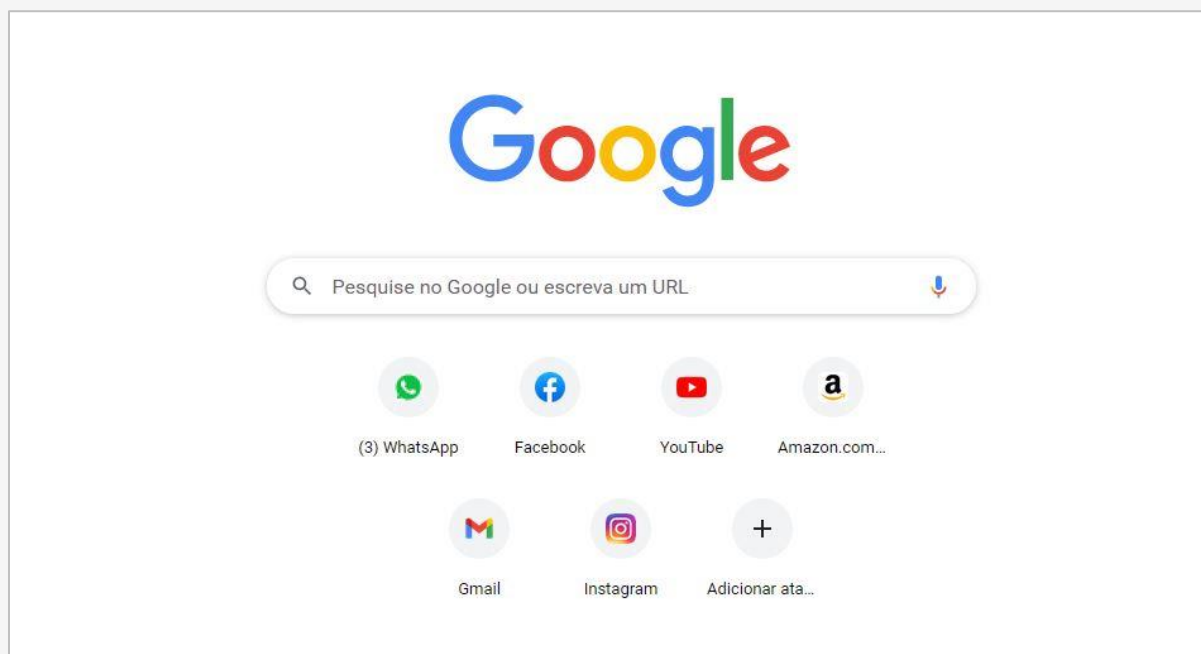 Google
Pesquise no Google ou escreva um URL
(3) WhatsApp
Facebook
YouTube
Amazon.com...
Gmail
Instagram
Adicionar ata...